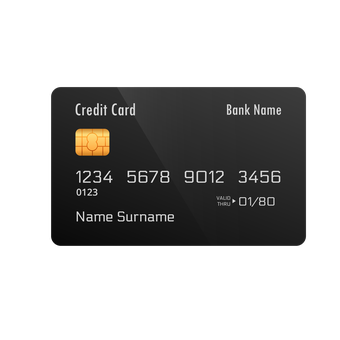 Credit Card Bank Name
1234 5678 9012 3456
0123
VALID
THRU 01/80
Name Surname